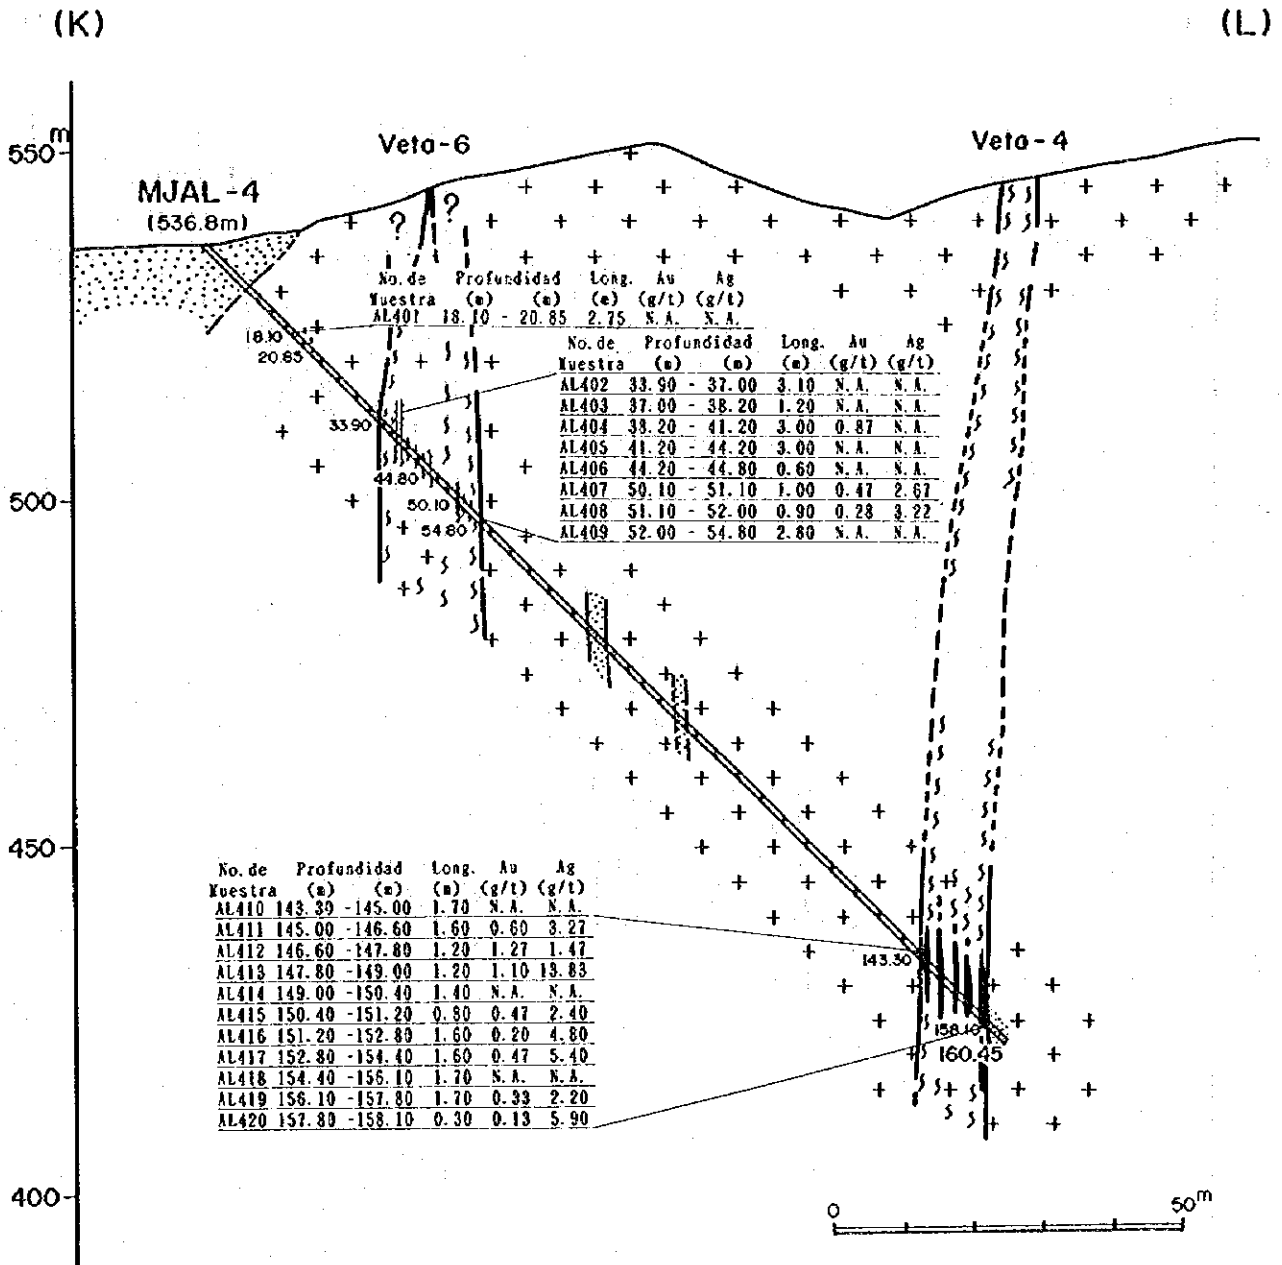 (K) (L)
m
550
Veta-6 Veta-4
MJAL-4
(536.8m)
? ?
No. de Profundidad Long. Au Ag
Muestra (m) (m) (m) (g/t) (g/t)
AL401 18.10 - 20.85 2.75 N.A. N.A.
18.10
20.85
No. de Profundidad Long. Au Ag
Muestra (m) (m) (m) (g/t) (g/t)
AL402 33.90 - 37.00 3.10 N.A. N.A.
AL403 37.00 - 38.20 1.20 N.A. N.A.
AL404 38.20 - 41.20 3.00 0.87 N.A.
AL405 41.20 - 44.20 3.00 N.A. N.A.
AL406 44.20 - 44.80 0.60 N.A. N.A.
AL407 50.10 - 51.10 1.00 0.47 2.67
AL408 51.10 - 52.00 0.90 0.28 3.22
AL409 52.00 - 54.80 2.80 N.A. N.A.
33.90
44.80
500
50.10
54.80
450
No. de Profundidad Long. Au Ag
Muestra (m) (m) (m) (g/t) (g/t)
AL410 143.30 -145.00 1.70 N.A. N.A.
AL411 145.00 -146.60 1.60 0.60 3.27
AL412 146.60 -147.80 1.20 1.27 1.47
AL413 147.80 -149.00 1.20 1.10 13.83
AL414 149.00 -150.40 1.40 N.A. N.A.
AL415 150.40 -151.20 0.80 0.47 2.40
AL416 151.20 -152.80 1.60 0.20 4.80
AL417 152.80 -154.40 1.60 0.47 5.40
AL418 154.40 -156.10 1.70 N.A. N.A.
AL419 156.10 -157.80 1.70 0.33 2.20
AL420 157.80 -158.10 0.30 0.13 5.90
143.30
158.10
160.45
400
0 50m